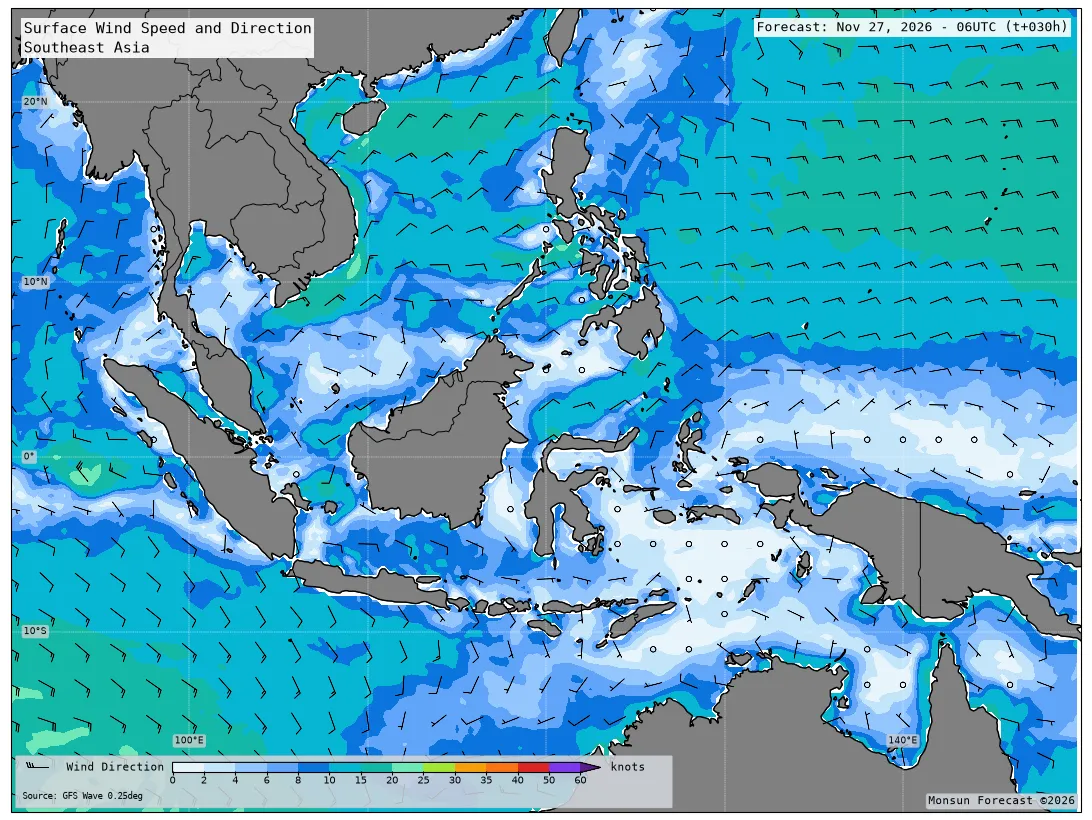 Surface Wind Speed and Direction
Southeast Asia
Forecast: Nov 27, 2026 - 06UTC (t+030h)
20°N
10°N
0°
10°S
100°E
140°E
Wind Direction
knots
0 2 4 6 8 10 15 20 25 30 35 40 50 60
Source: GFS Wave 0.25deg
Monsun Forecast ©2026